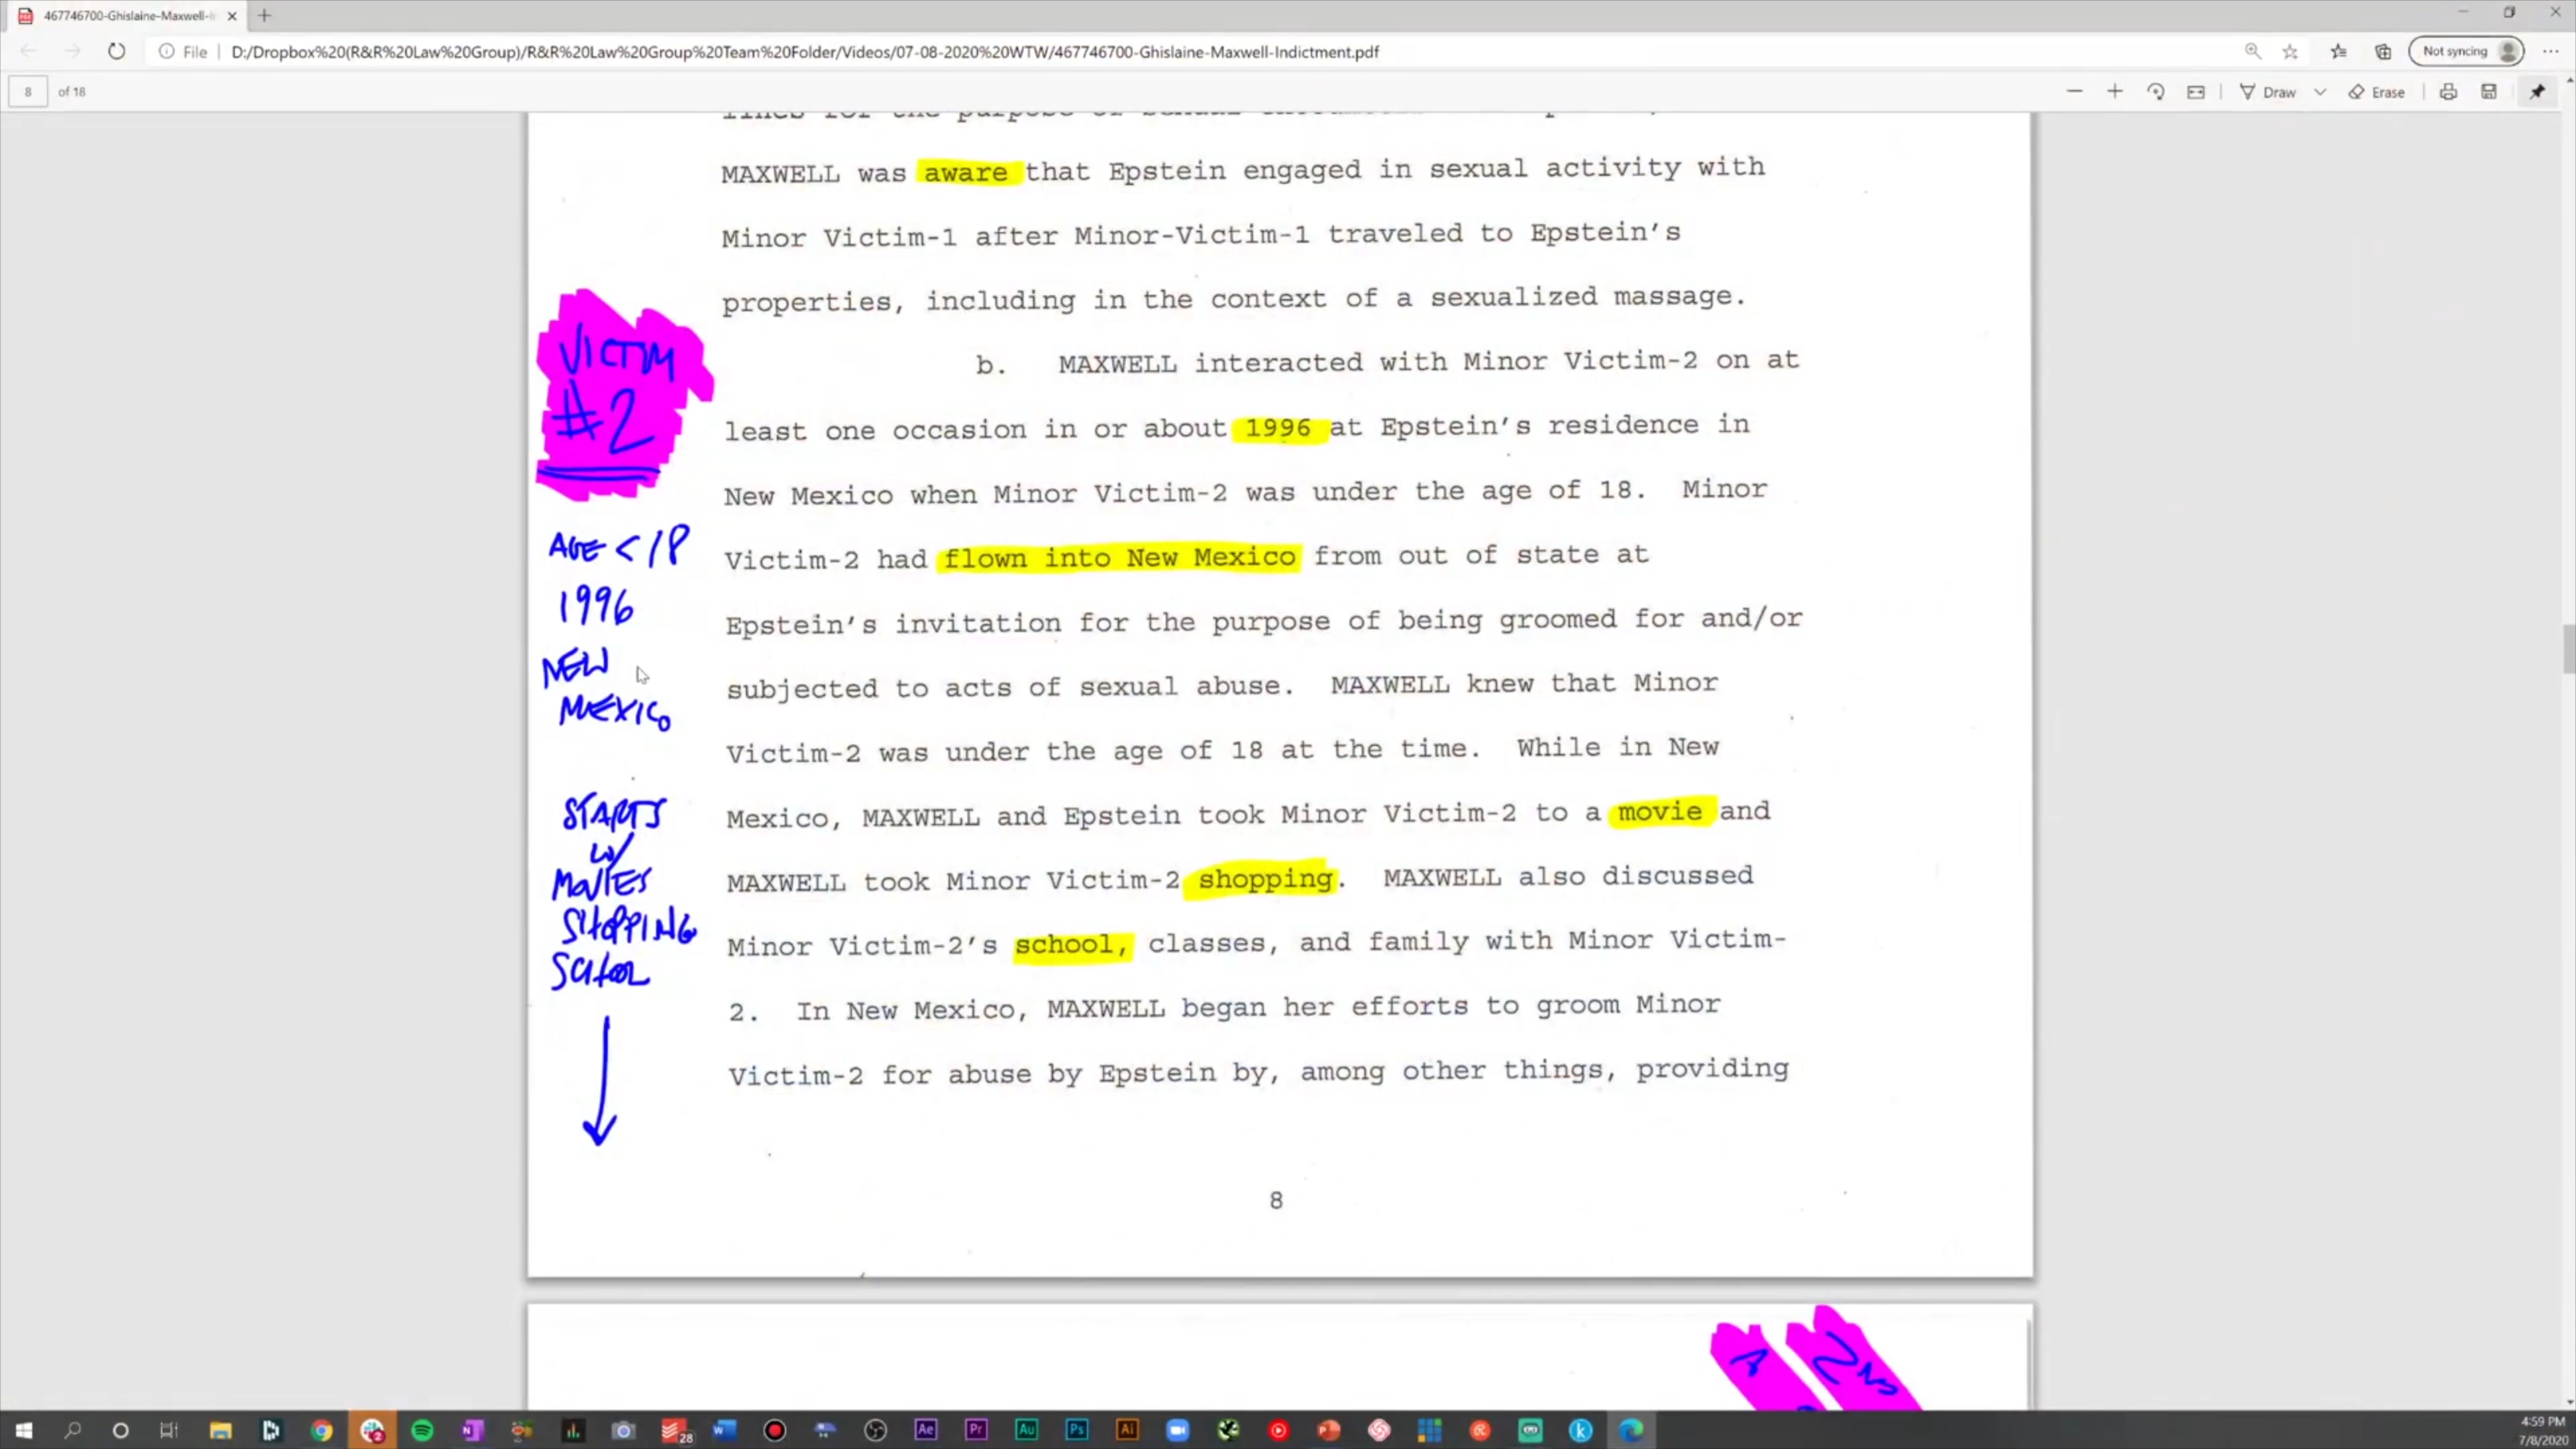 467746700-Ghislaine-Maxwell-In
File
D:/Dropbox%20(R&R%20Law%20Group)/R&R%20Law%20Group%20Team%20Folder/Videos/07-08-2020%20WTW/467746700-Ghislaine-Maxwell-Indictment.pdf
Not syncing
8 of 18
Draw
Erase
MAXWELL was aware that Epstein engaged in sexual activity with
Minor Victim-1 after Minor-Victim-1 traveled to Epstein's
properties, including in the context of a sexualized massage.
b. MAXWELL interacted with Minor Victim-2 on at
least one occasion in or about 1996 at Epstein's residence in
New Mexico when Minor Victim-2 was under the age of 18. Minor
Victim-2 had flown into New Mexico from out of state at
Epstein's invitation for the purpose of being groomed for and/or
subjected to acts of sexual abuse. MAXWELL knew that Minor
Victim-2 was under the age of 18 at the time. While in New
Mexico, MAXWELL and Epstein took Minor Victim-2 to a movie and
MAXWELL took Minor Victim-2 shopping. MAXWELL also discussed
Minor Victim-2's school, classes, and family with Minor Victim-
2. In New Mexico, MAXWELL began her efforts to groom Minor
Victim-2 for abuse by Epstein by, among other things, providing
8
VICTIM
#2
AGE < 18
1996
NEW
MEXICO
STARTS
W/
MOVIES
SHOPPING
SCHOOL
28
Ae
Pr
Au
Ps
Ai
4:59 PM
7/8/2020